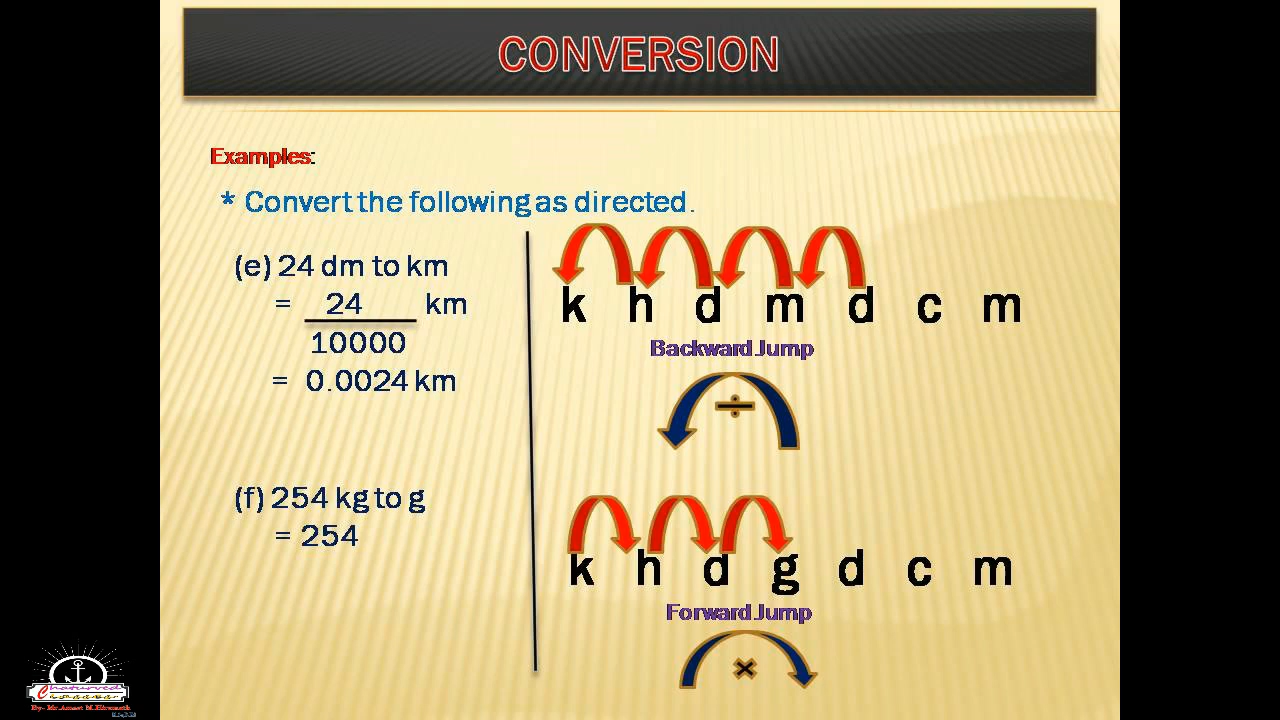 CONVERSION
Examples:
* Convert the following as directed.
(e) 24 dm to km
= 24 km
10000
= 0.0024 km
k h d m d c m
Backward Jump
÷
(f) 254 kg to g
= 254
k h d g d c m
Forward Jump
×